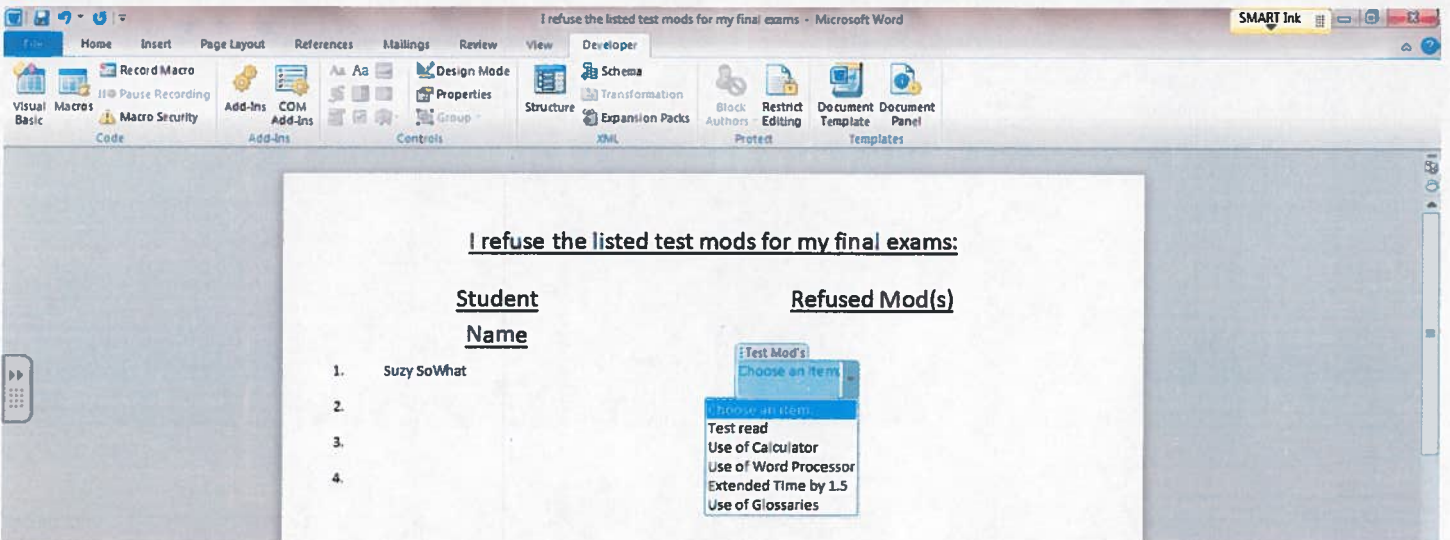 I refuse the listed test mods for my final exams - Microsoft Word
SMART Ink
File Home Insert Page Layout References Mailings Review View Developer
Visual Basic
Macros
Record Macro
Pause Recording
Macro Security
Code
Add-Ins
COM Add-Ins
Add-Ins
Aa Aa
Design Mode
Properties
Group
Controls
Structure
Schema
Transformation
Expansion Packs
XML
Block Authors
Restrict Editing
Protect
Document Template
Document Panel
Templates
I refuse the listed test mods for my final exams:
Student Refused Mod(s)
Name
Test Mod's
1. Suzy SoWhat Choose an item.
2.
Choose an item.
Test read
3. Use of Calculator
Use of Word Processor
4. Extended Time by 1.5
Use of Glossaries